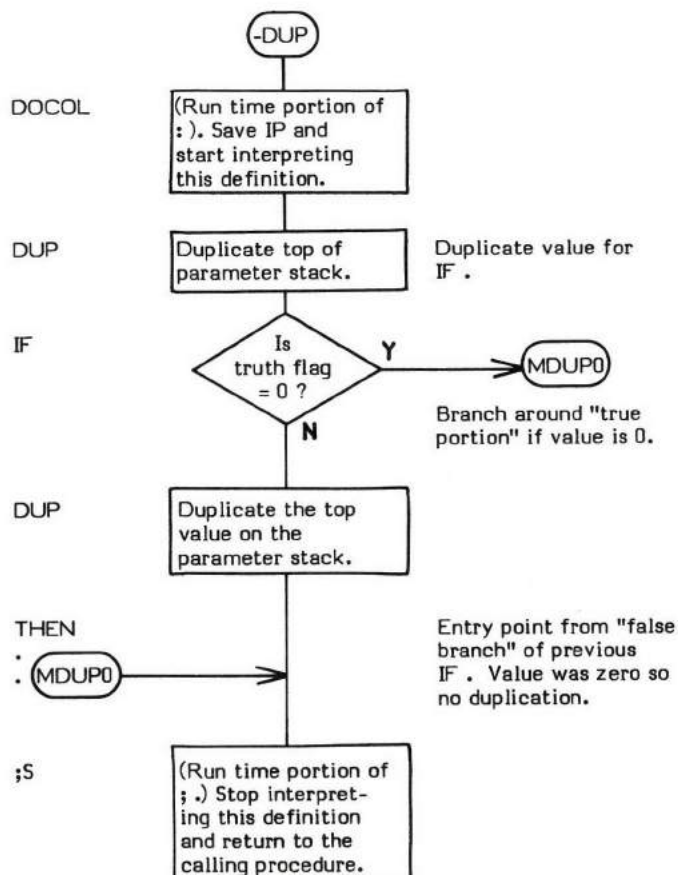 -DUP
DOCOL
(Run time portion of
: ). Save IP and
start interpreting
this definition.
DUP
Duplicate top of
parameter stack.
Duplicate value for
IF .
IF
Is
truth flag
= 0 ?
Y
MDUP0
N
Branch around "true
portion" if value is 0.
DUP
Duplicate the top
value on the
parameter stack.
THEN
:
MDUP0
Entry point from "false
branch" of previous
IF . Value was zero so
no duplication.
;S
(Run time portion of
; .) Stop interpret-
ing this definition
and return to the
calling procedure.